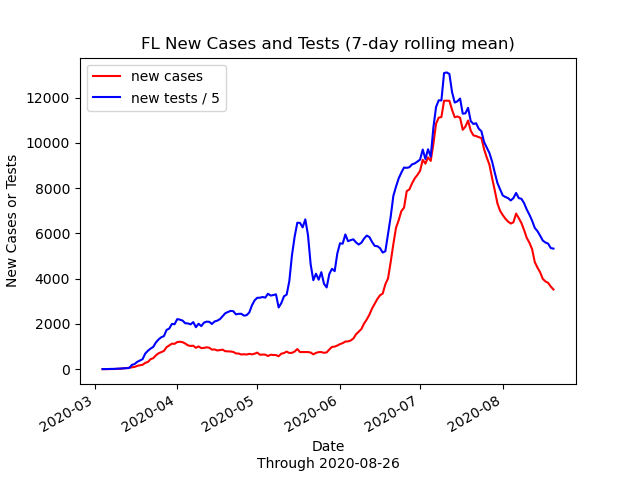 FL New Cases and Tests (7-day rolling mean)
new cases
new tests / 5
New Cases or Tests
12000
10000
8000
6000
4000
2000
0
2020-03
2020-04
2020-05
2020-06
2020-07
2020-08
Date
Through 2020-08-26